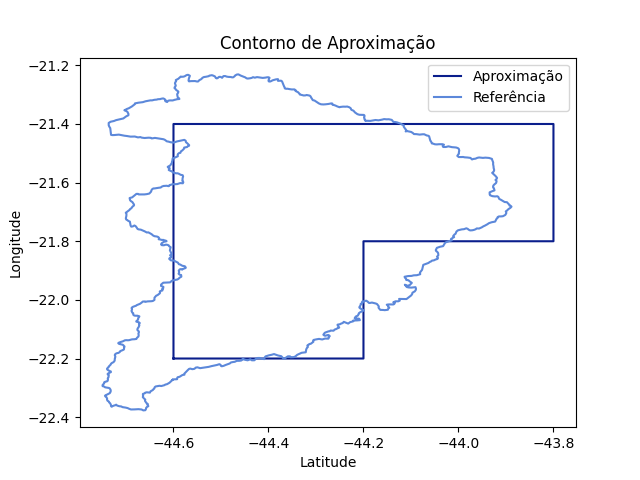 Contorno de Aproximação
Aproximação
Referência
−21.2
−21.4
−21.6
−21.8
−22.0
−22.2
−22.4
Longitude
−44.6
−44.4
−44.2
−44.0
−43.8
Latitude